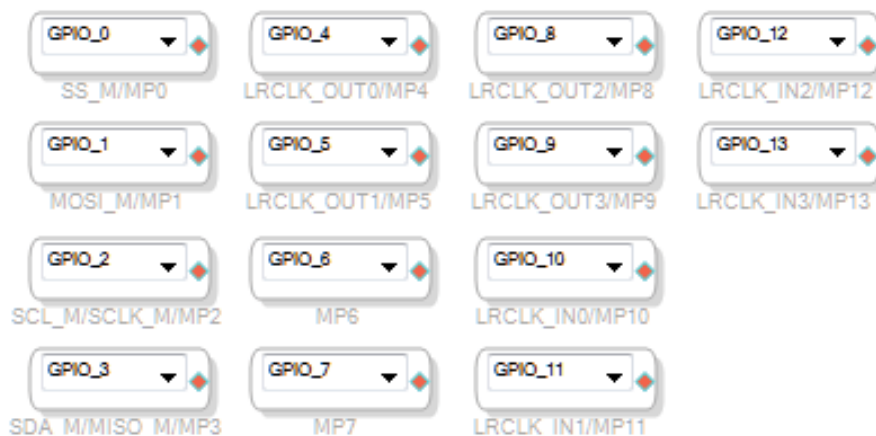 GPIO_0 GPIO_4 GPIO_8 GPIO_12
SS_M/MP0 LRCLK_OUT0/MP4 LRCLK_OUT2/MP8 LRCLK_IN2/MP12
GPIO_1 GPIO_5 GPIO_9 GPIO_13
MOSI_M/MP1 LRCLK_OUT1/MP5 LRCLK_OUT3/MP9 LRCLK_IN3/MP13
GPIO_2 GPIO_6 GPIO_10
SCL_M/SCLK_M/MP2 MP6 LRCLK_IN0/MP10
GPIO_3 GPIO_7 GPIO_11
SDA_M/MISO_M/MP3 MP7 LRCLK_IN1/MP11